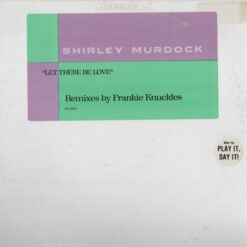 SHIRLEY MURDOCK
"LET THERE BE LOVE"
Remixes by Frankie Knuckles
PLAY IT,
SAY IT!